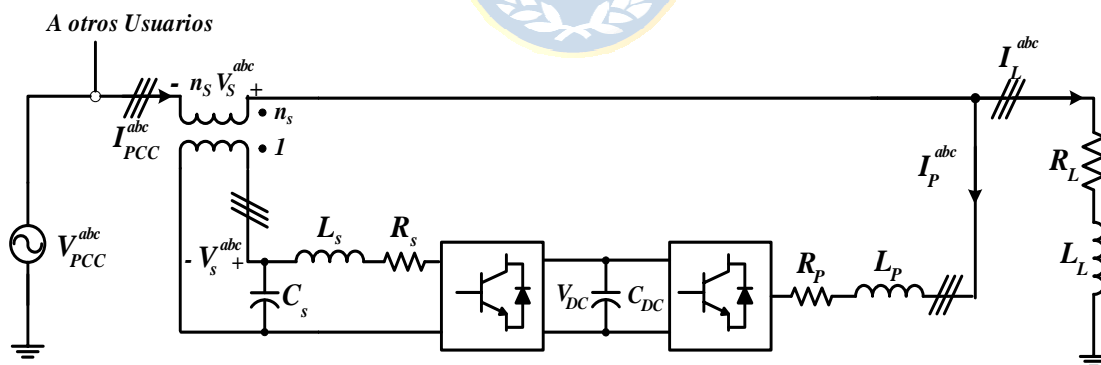 A otros Usuarios
- n_S V_S^abc +
n_s
1
I_PCC^abc
I_L^abc
I_P^abc
R_L
L_L
V_PCC^abc
- V_s^abc +
L_s
R_s
C_s
V_DC
C_DC
R_P
L_P